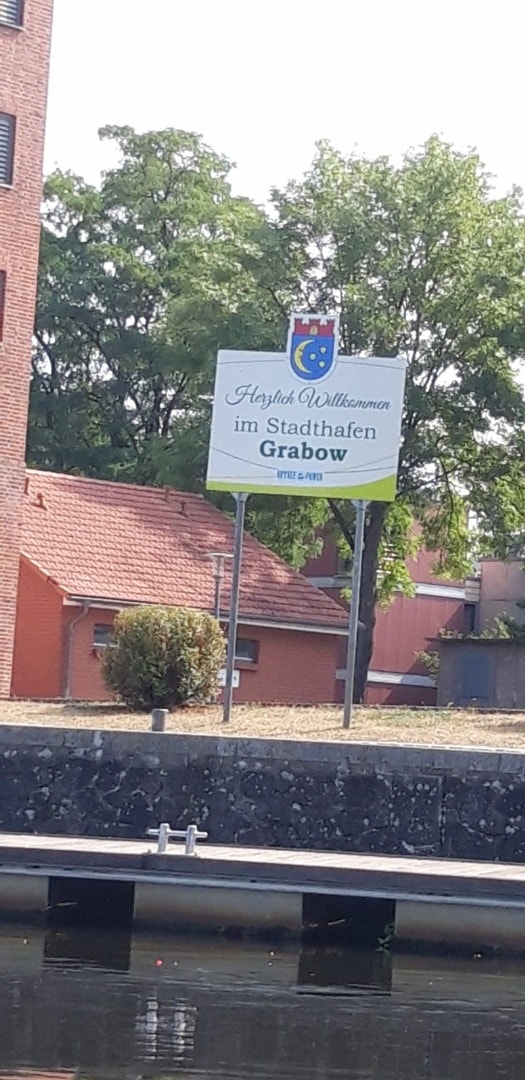 Herzlich Willkommen
im Stadthafen
Grabow